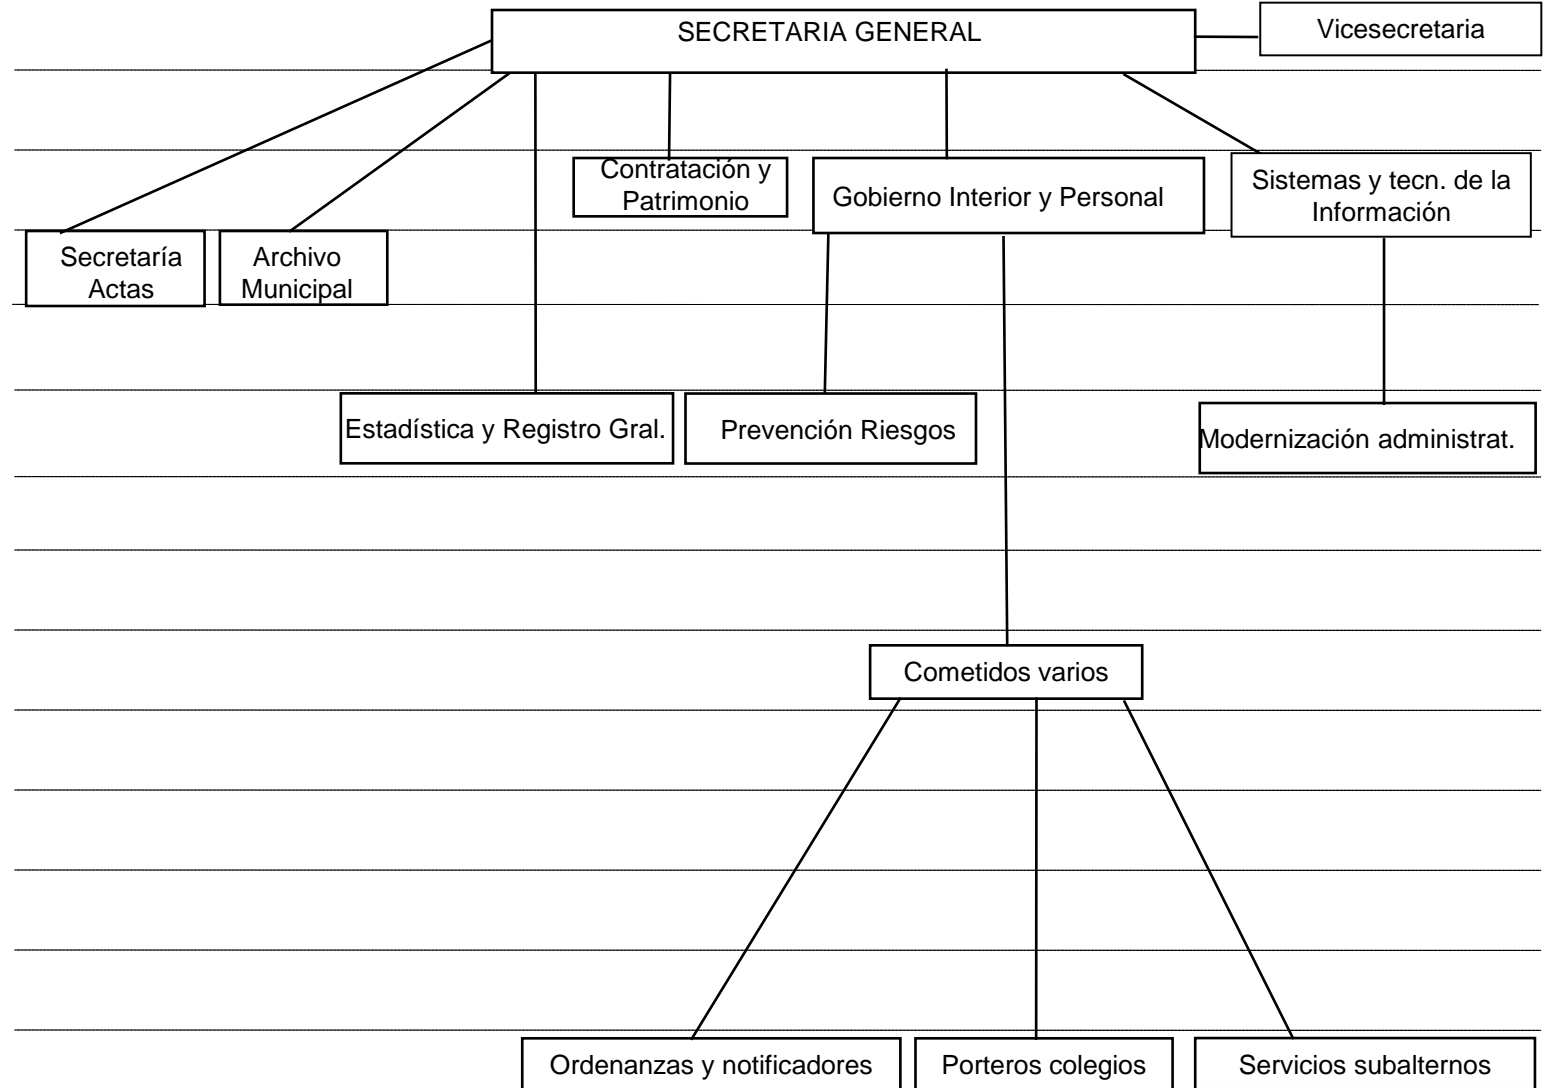 SECRETARIA GENERAL
Vicesecretaria
Contratación y
Patrimonio
Gobierno Interior y Personal
Sistemas y tecn. de la
Información
Secretaría
Actas
Archivo
Municipal
Estadística y Registro Gral.
Prevención Riesgos
Modernización administrat.
Cometidos varios
Ordenanzas y notificadores
Porteros colegios
Servicios subalternos